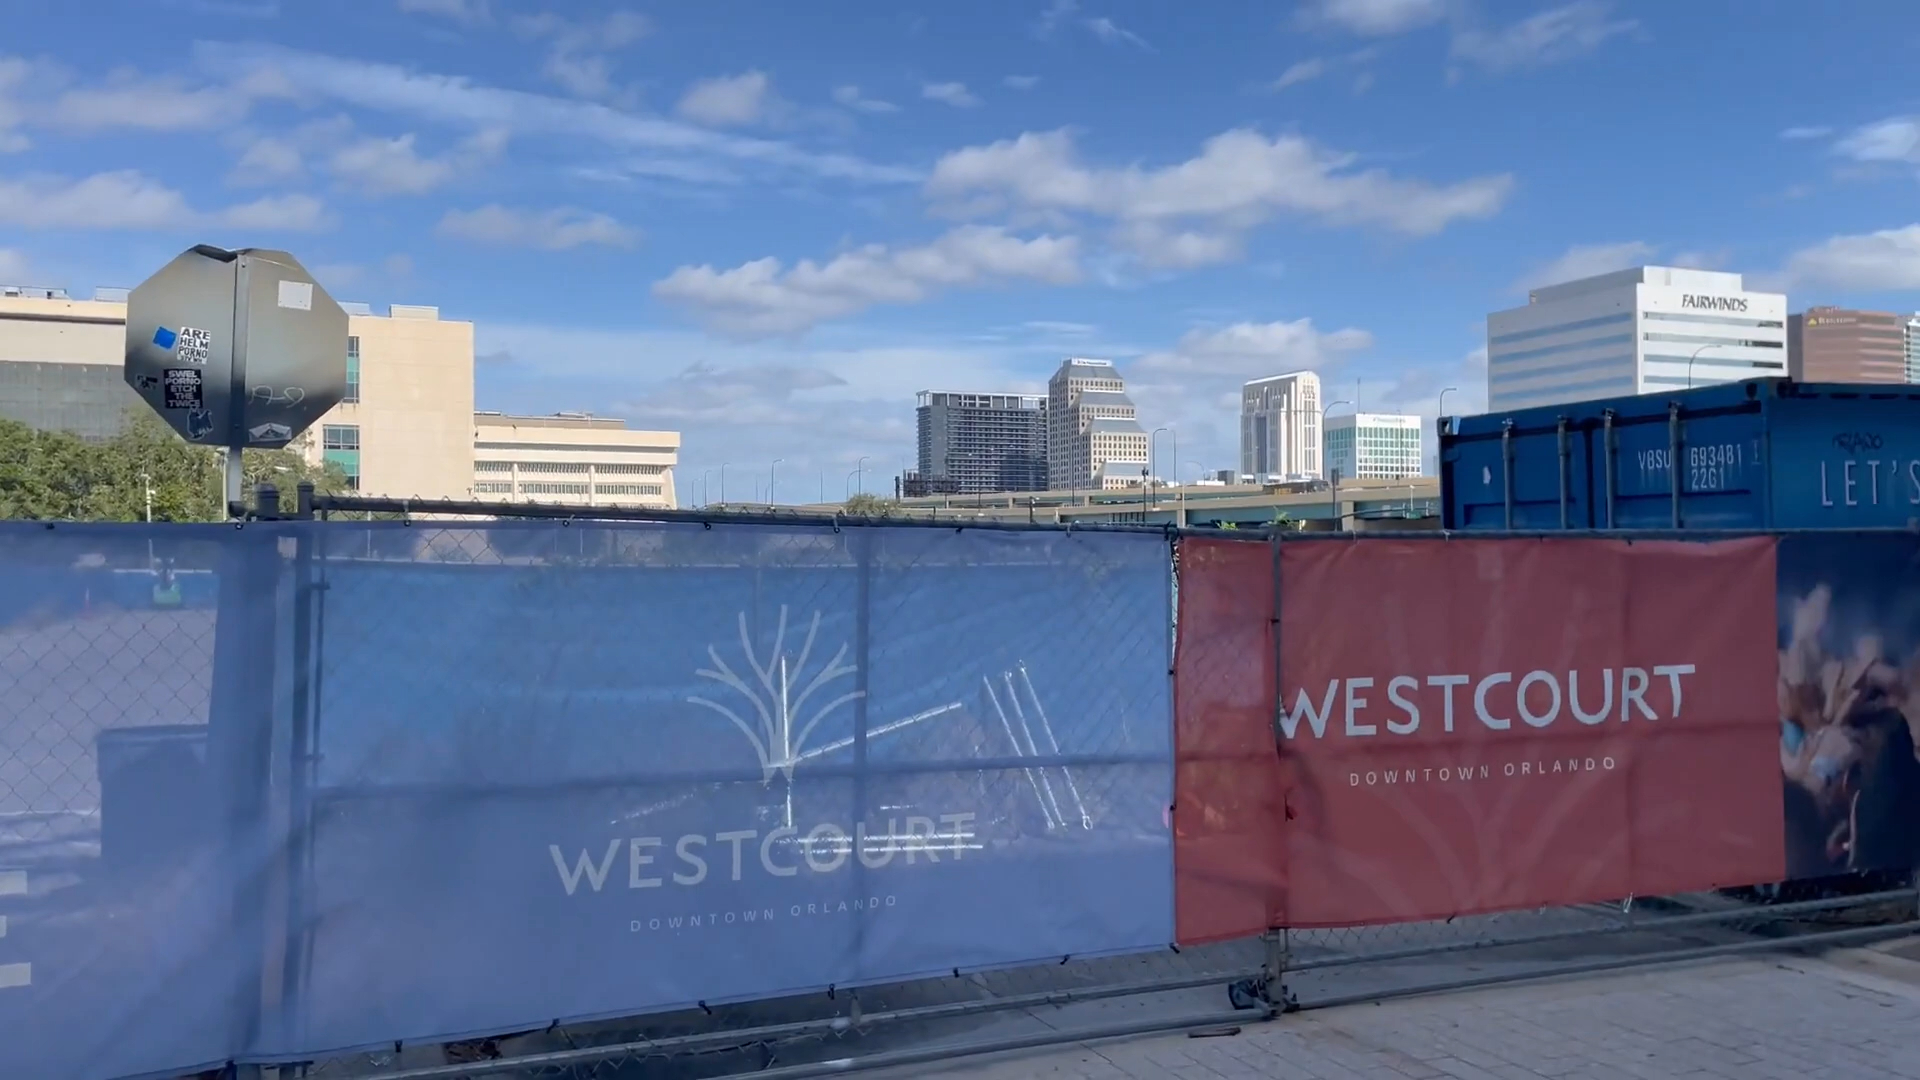 ARE
HELM
PORNO
SWEL
PORNO
ETCH
THE
TWICE
FAIRWINDS
VBSU 693481
22G1
LET'S
WESTCOURT
DOWNTOWN ORLANDO
WESTCOURT
DOWNTOWN ORLANDO